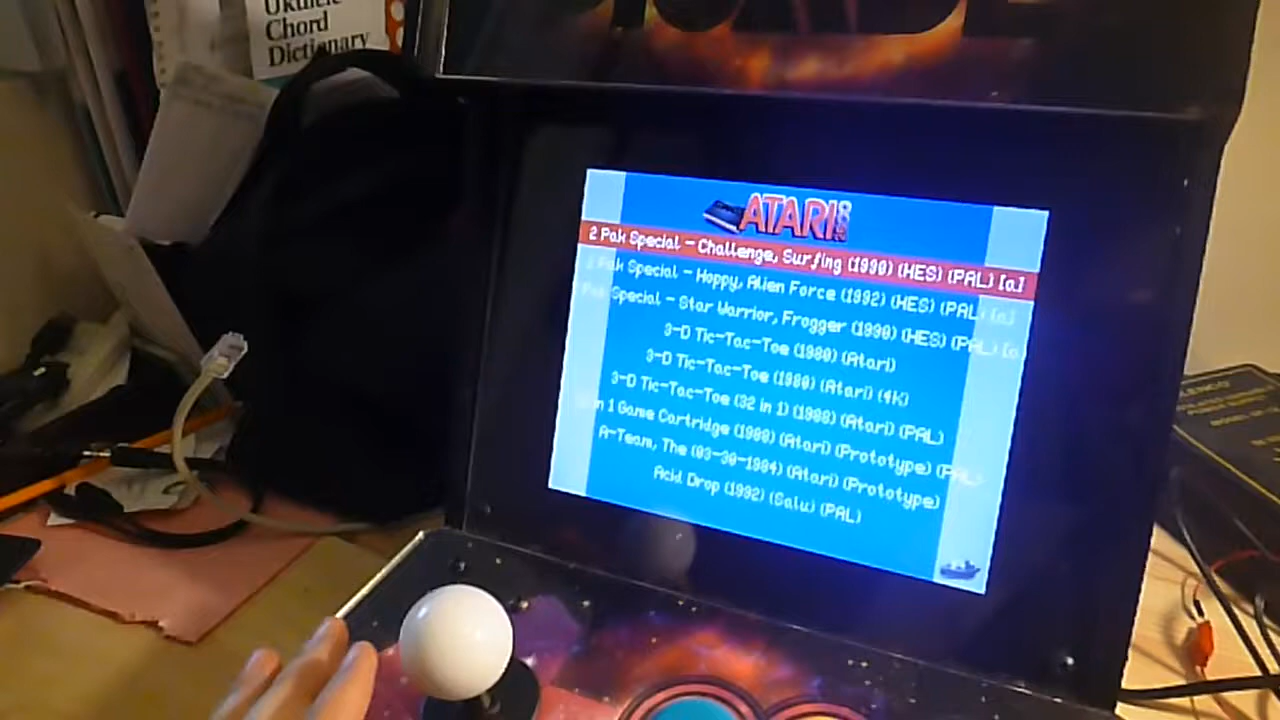 Ukulele
Chord
Dictionary
ATARI
2 Pak Special - Challenge, Surfing (1990) (HES) (PAL) [a]
Pak Special - Hoppy, Alien Force (1992) (HES) (PAL) [a]
Special - Star Warrior, Frogger (1990) (HES) (PAL) [a
3-D Tic-Tac-Toe (1980) (Atari)
3-D Tic-Tac-Toe (1980) (Atari) (4K)
3-D Tic-Tac-Toe (32 in 1) (1988) (Atari) (PAL)
in 1 Game Cartridge (1980) (Atari) (Prototype) (PAL)
A-Team, The (03-30-1984) (Atari) (Prototype)
Acid Drop (1992) (Salu) (PAL)